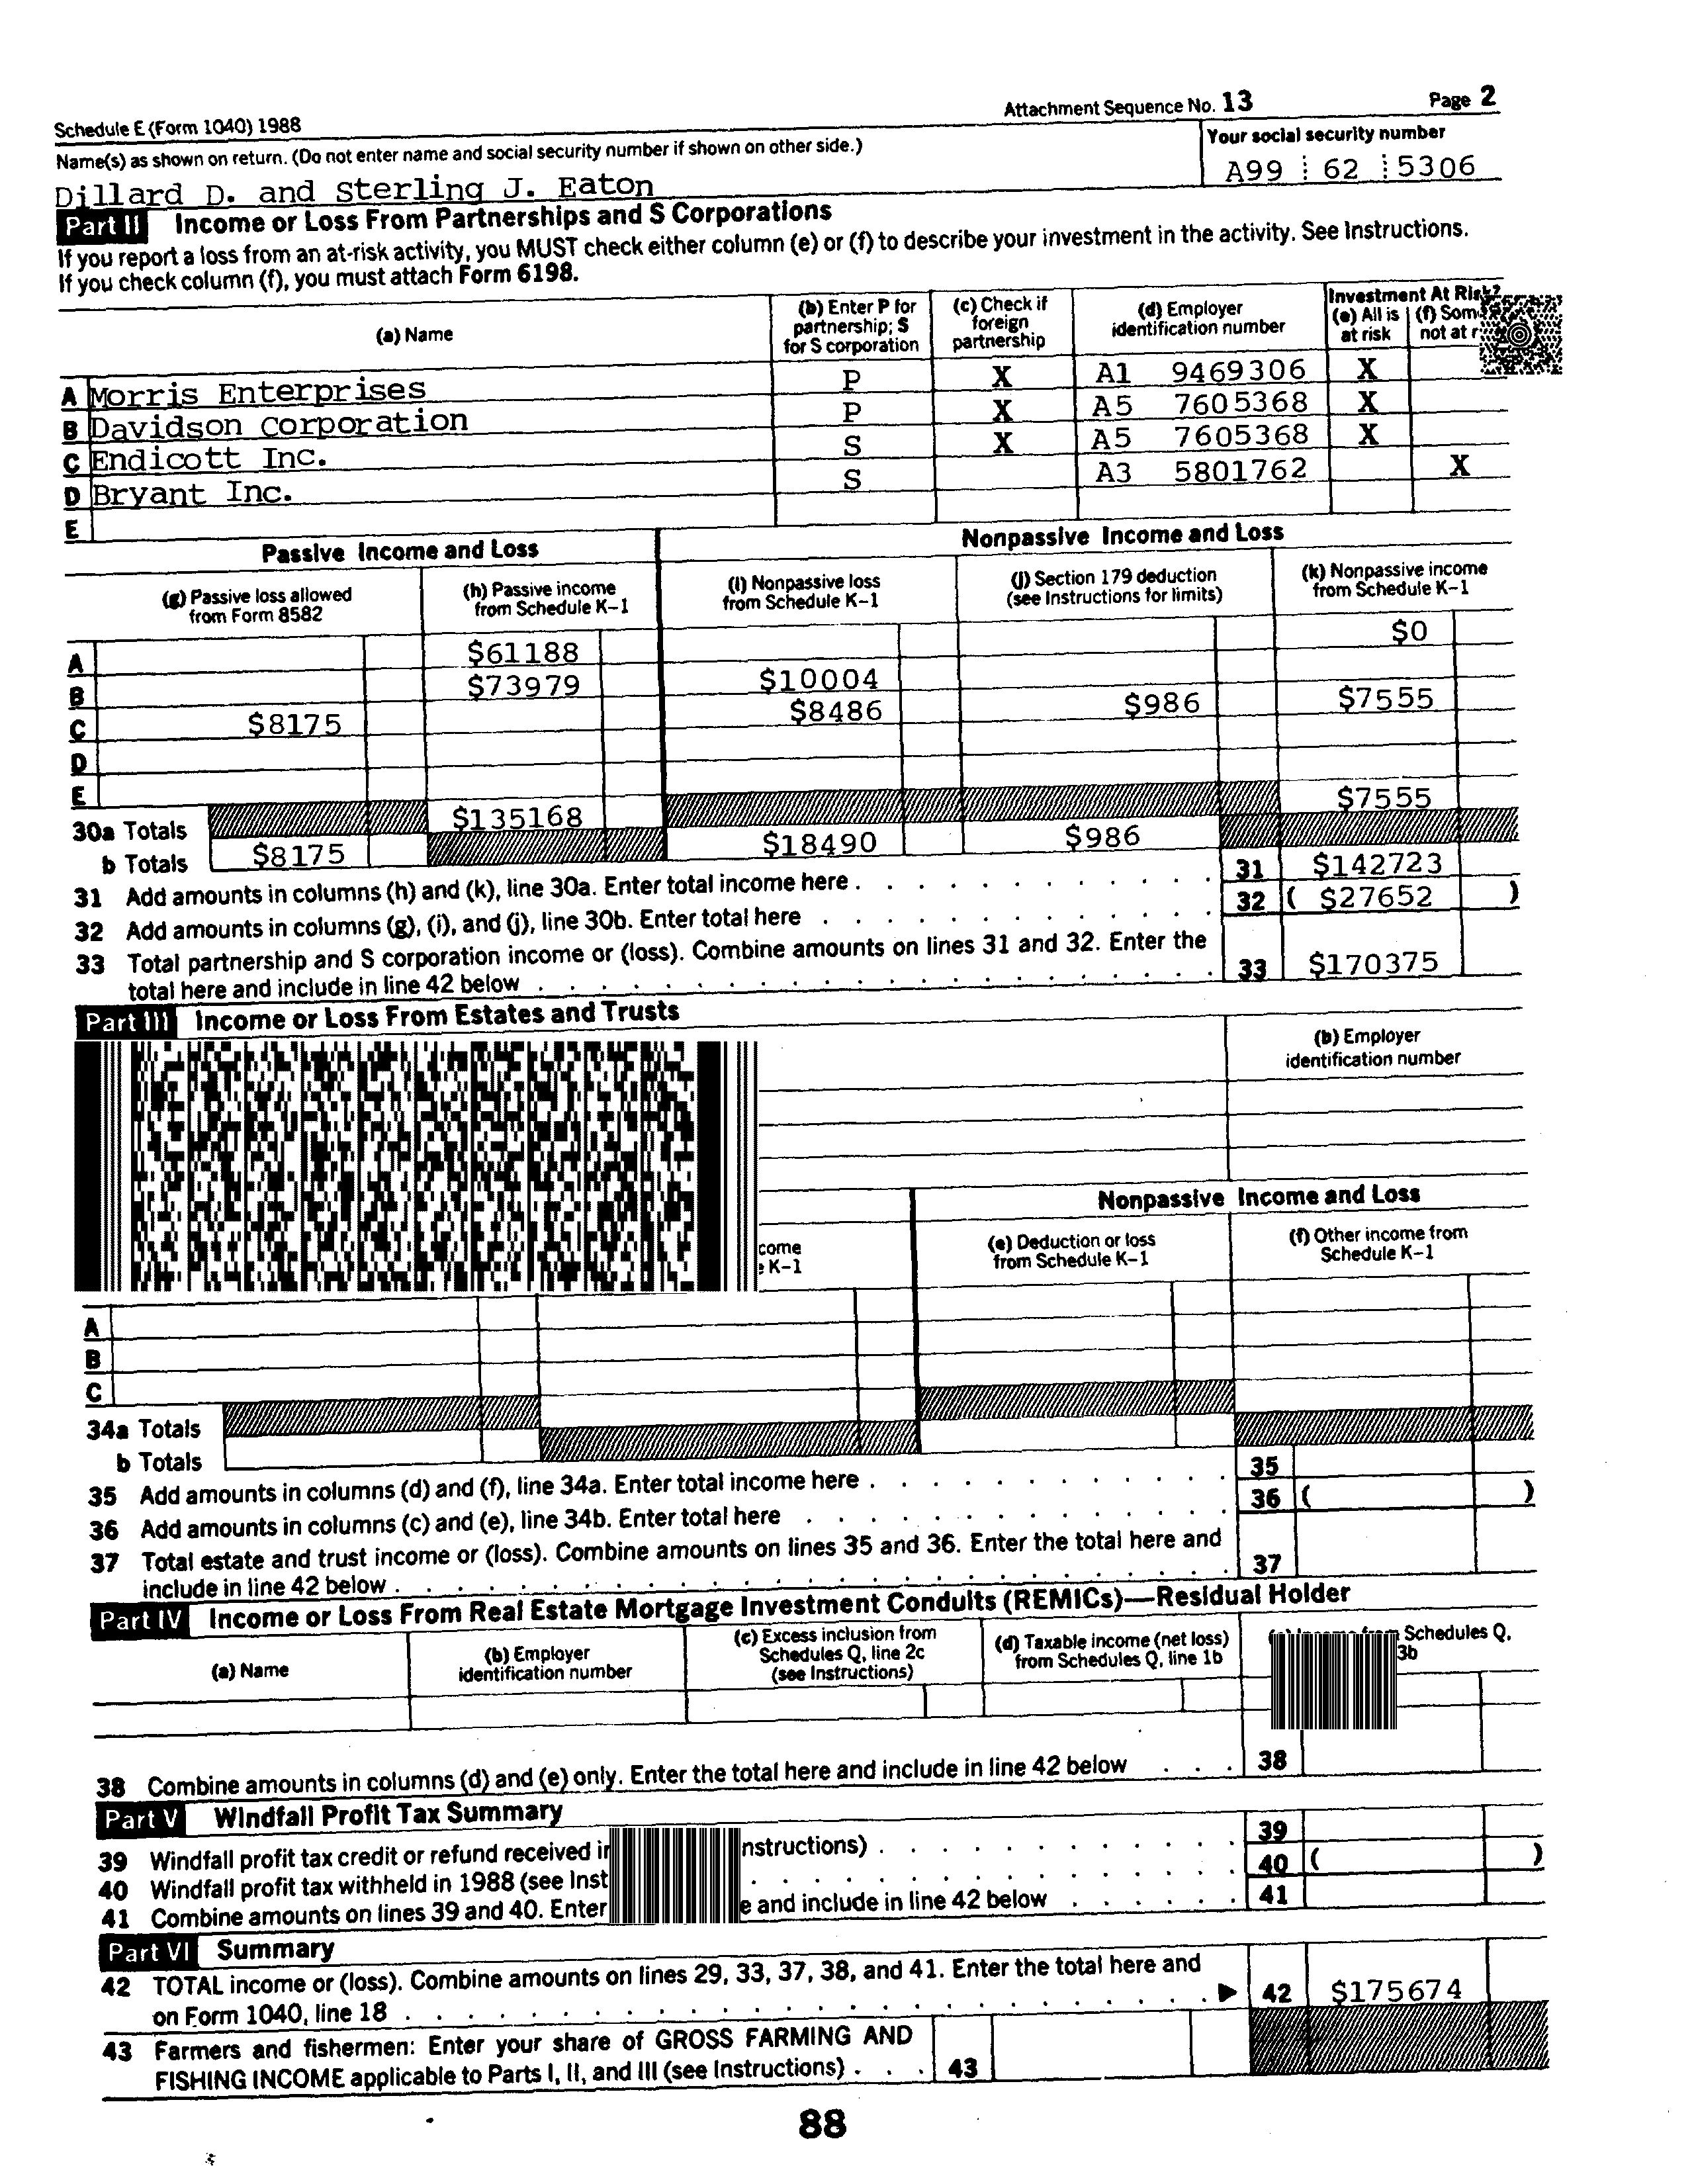 Schedule E (Form 1040) 1988 Attachment Sequence No. 13 Page 2
Name(s) as shown on return. (Do not enter name and social security number if shown on other side.) Your social security number
Dillard D. and Sterling J. Eaton A99 62 5306
Part II Income or Loss From Partnerships and S Corporations
If you report a loss from an at-risk activity, you MUST check either column (e) or (f) to describe your investment in the activity. See Instructions.
If you check column (f), you must attach Form 6198.
(a) Name
(b) Enter P for
partnership; S
for S corporation
(c) Check if
foreign
partnership
(d) Employer
identification number
Investment At Risk?
(e) All is
at risk
(f) Som
not at r
A Morris Enterprises P X A1 9469306 X
B Davidson Corporation P X A5 7605368 X
C Endicott Inc. S X A5 7605368 X
D Bryant Inc. S A3 5801762 X
E
Passive Income and Loss Nonpassive Income and Loss
(g) Passive loss allowed
from Form 8582
(h) Passive income
from Schedule K–1
(i) Nonpassive loss
from Schedule K–1
(j) Section 179 deduction
(see Instructions for limits)
(k) Nonpassive income
from Schedule K–1
A $61188 $0
B $73979 $10004
C $8175 $8486 $986 $7555
D
E
30a Totals $135168 $7555
b Totals $8175 $18490 $986
31 Add amounts in columns (h) and (k), line 30a. Enter total income here . . . . . . . . . . . 31 $142723
32 Add amounts in columns (g), (i), and (j), line 30b. Enter total here . . . . . . . . . . . . 32 ( $27652 )
33 Total partnership and S corporation income or (loss). Combine amounts on lines 31 and 32. Enter the
total here and include in line 42 below . . . . . . . . . . . . . . . . . . . . 33 $170375
Part III Income or Loss From Estates and Trusts
(b) Employer
identification number
Nonpassive Income and Loss
come
K–1
(e) Deduction or loss
from Schedule K–1
(f) Other income from
Schedule K–1
A
B
C
34a Totals
b Totals
35 Add amounts in columns (d) and (f), line 34a. Enter total income here . . . . . . . . . . . 35
36 Add amounts in columns (c) and (e), line 34b. Enter total here . . . . . . . . . . . . . 36 ( )
37 Total estate and trust income or (loss). Combine amounts on lines 35 and 36. Enter the total here and
include in line 42 below . . . . . . . . . . . . . . . . . . . . . . . . 37
Part IV Income or Loss From Real Estate Mortgage Investment Conduits (REMICs)—Residual Holder
(a) Name
(b) Employer
identification number
(c) Excess inclusion from
Schedules Q, line 2c
(see Instructions)
(d) Taxable income (net loss)
from Schedules Q, line 1b
Schedules Q,
3b
38 Combine amounts in columns (d) and (e) only. Enter the total here and include in line 42 below . . . 38
Part V Windfall Profit Tax Summary
39 Windfall profit tax credit or refund received in nstructions) . . . . . . . . . . . . 39
40 Windfall profit tax withheld in 1988 (see Inst . . . . . . . . . . . . . . . 40 ( )
41 Combine amounts on lines 39 and 40. Enter e and include in line 42 below . . . . . . 41
Part VI Summary
42 TOTAL income or (loss). Combine amounts on lines 29, 33, 37, 38, and 41. Enter the total here and
on Form 1040, line 18 . . . . . . . . . . . . . . . . . . . . . . . ▶ 42 $175674
43 Farmers and fishermen: Enter your share of GROSS FARMING AND
FISHING INCOME applicable to Parts I, II, and III (see Instructions) . . . 43
88